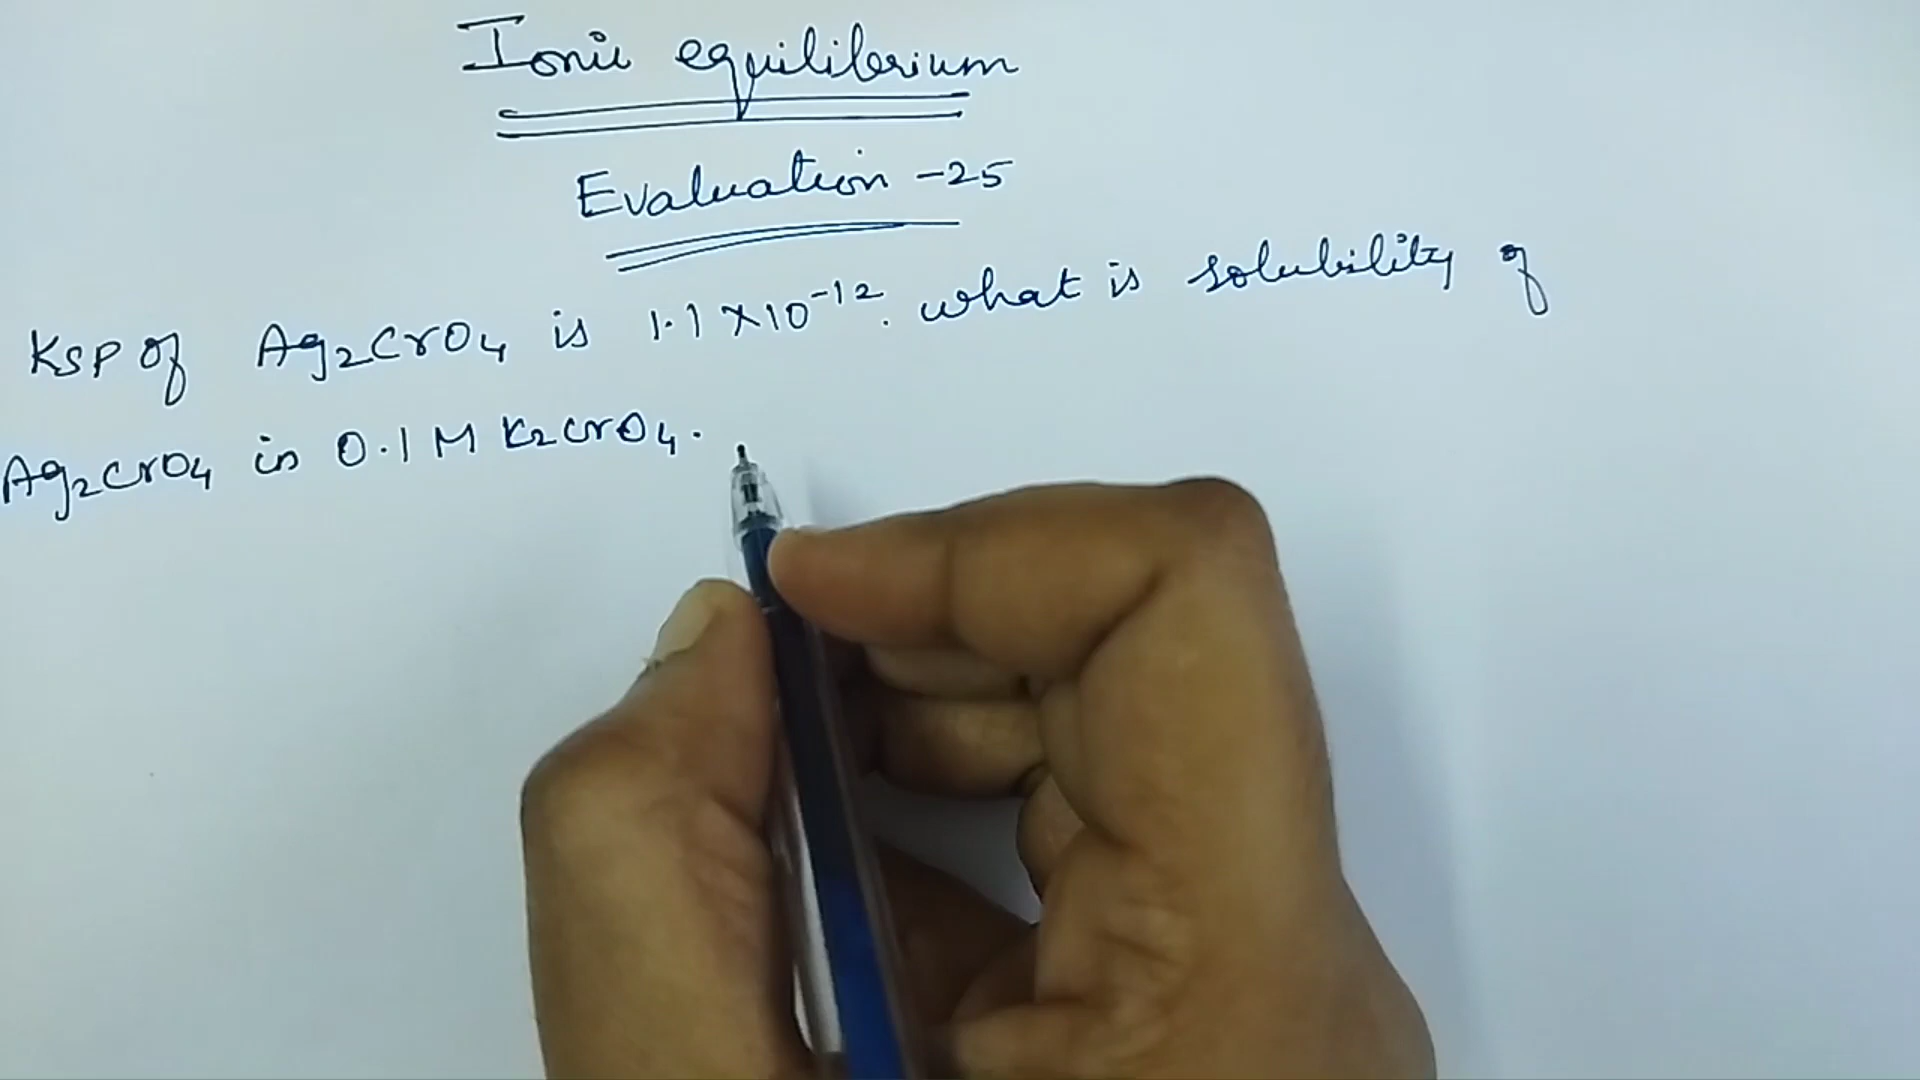 Ionic equilibrium
Evaluation -25
KSP of Ag₂CrO₄ is 1.1 ×10⁻¹². what is solubility of
Ag₂CrO₄ in 0.1 M K₂CrO₄.